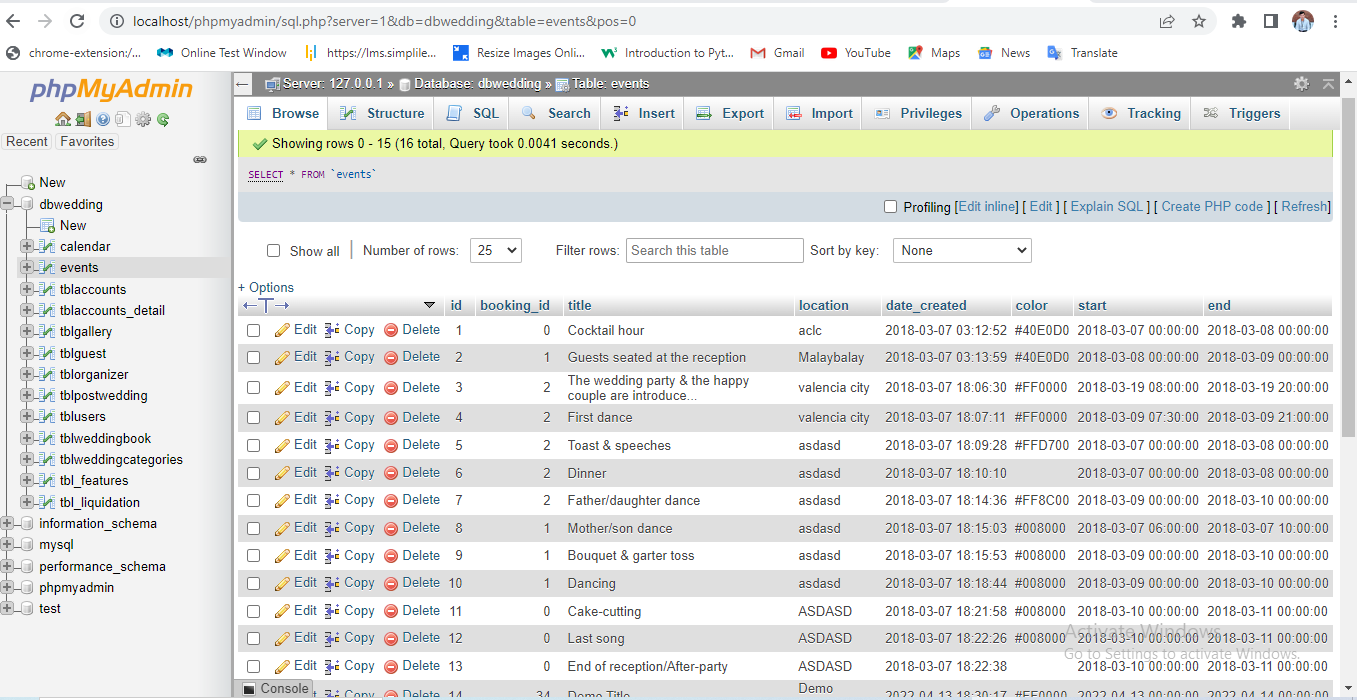 localhost/phpmyadmin/sql.php?server=1&db=dbwedding&table=events&pos=0
chrome-extension/... Online Test Window https://lms.simplile... Resize Images Onli... Introduction to Pyt... Gmail YouTube Maps News Translate
phpMyAdmin
Recent Favorites
New
dbwedding
New
calendar
events
tblaccounts
tblaccounts_detail
tblgallery
tblguest
tblorganizer
tblpostwedding
tblusers
tblweddingbook
tblweddingcategories
tbl_features
tbl_liquidation
information_schema
mysql
performance_schema
phpmyadmin
test
Server: 127.0.0.1 » Database: dbwedding » Table: events
Browse Structure SQL Search Insert Export Import Privileges Operations Tracking Triggers
Showing rows 0 - 15 (16 total, Query took 0.0041 seconds.)
SELECT * FROM `events`
Profiling [Edit inline] [ Edit ] [ Explain SQL ] [ Create PHP code ] [ Refresh]
Show all | Number of rows: 25 Filter rows: Search this table Sort by key: None
+ Options
←T→ id booking_id title location date_created color start end
Edit Copy Delete 1 0 Cocktail hour aclc 2018-03-07 03:12:52 #40E0D0 2018-03-07 00:00:00 2018-03-08 00:00:00
Edit Copy Delete 2 1 Guests seated at the reception Malaybalay 2018-03-07 03:13:59 #40E0D0 2018-03-08 00:00:00 2018-03-09 00:00:00
Edit Copy Delete 3 2 The wedding party & the happy couple are introduce... valencia city 2018-03-07 18:06:30 #FF0000 2018-03-19 08:00:00 2018-03-19 20:00:00
Edit Copy Delete 4 2 First dance valencia city 2018-03-07 18:07:11 #FF0000 2018-03-09 07:30:00 2018-03-09 21:00:00
Edit Copy Delete 5 2 Toast & speeches asdasd 2018-03-07 18:09:28 #FFD700 2018-03-07 00:00:00 2018-03-08 00:00:00
Edit Copy Delete 6 2 Dinner asdasd 2018-03-07 18:10:10 2018-03-07 00:00:00 2018-03-08 00:00:00
Edit Copy Delete 7 2 Father/daughter dance asdasd 2018-03-07 18:14:36 #FF8C00 2018-03-09 00:00:00 2018-03-10 00:00:00
Edit Copy Delete 8 1 Mother/son dance asdasd 2018-03-07 18:15:03 #008000 2018-03-07 06:00:00 2018-03-07 10:00:00
Edit Copy Delete 9 1 Bouquet & garter toss asdasd 2018-03-07 18:15:53 #008000 2018-03-09 00:00:00 2018-03-10 00:00:00
Edit Copy Delete 10 1 Dancing asdasd 2018-03-07 18:18:44 #008000 2018-03-09 00:00:00 2018-03-10 00:00:00
Edit Copy Delete 11 0 Cake-cutting ASDASD 2018-03-07 18:21:58 #008000 2018-03-10 00:00:00 2018-03-11 00:00:00
Edit Copy Delete 12 0 Last song ASDASD 2018-03-07 18:22:26 #008000 2018-03-10 00:00:00 2018-03-11 00:00:00
Edit Copy Delete 13 0 End of reception/After-party ASDASD 2018-03-07 18:22:38 2018-03-10 00:00:00 2018-03-11 00:00:00
Copy Delete 14 34 Demo Title Demo 2022-04-13 18:30:17 #FF0000 2022-04-13 00:00:00 2022-04-14 00:00:00
Activate Windows
Go to Settings to activate Windows.
Console